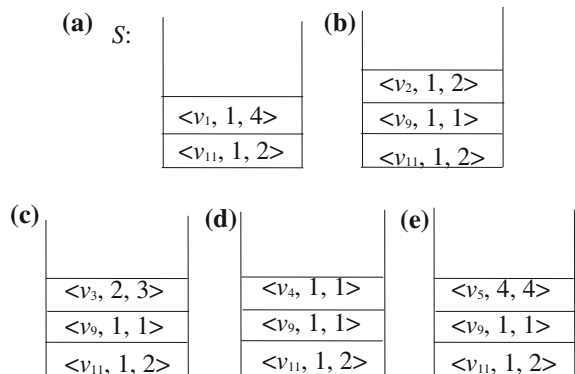 (a) S: (b)
<v₂, 1, 2>
<v₁, 1, 4> <v₉, 1, 1>
<v₁₁, 1, 2> <v₁₁, 1, 2>
(c) (d) (e)
<v₃, 2, 3> <v₄, 1, 1> <v₅, 4, 4>
<v₉, 1, 1> <v₉, 1, 1> <v₉, 1, 1>
<v₁₁, 1, 2> <v₁₁, 1, 2> <v₁₁, 1, 2>